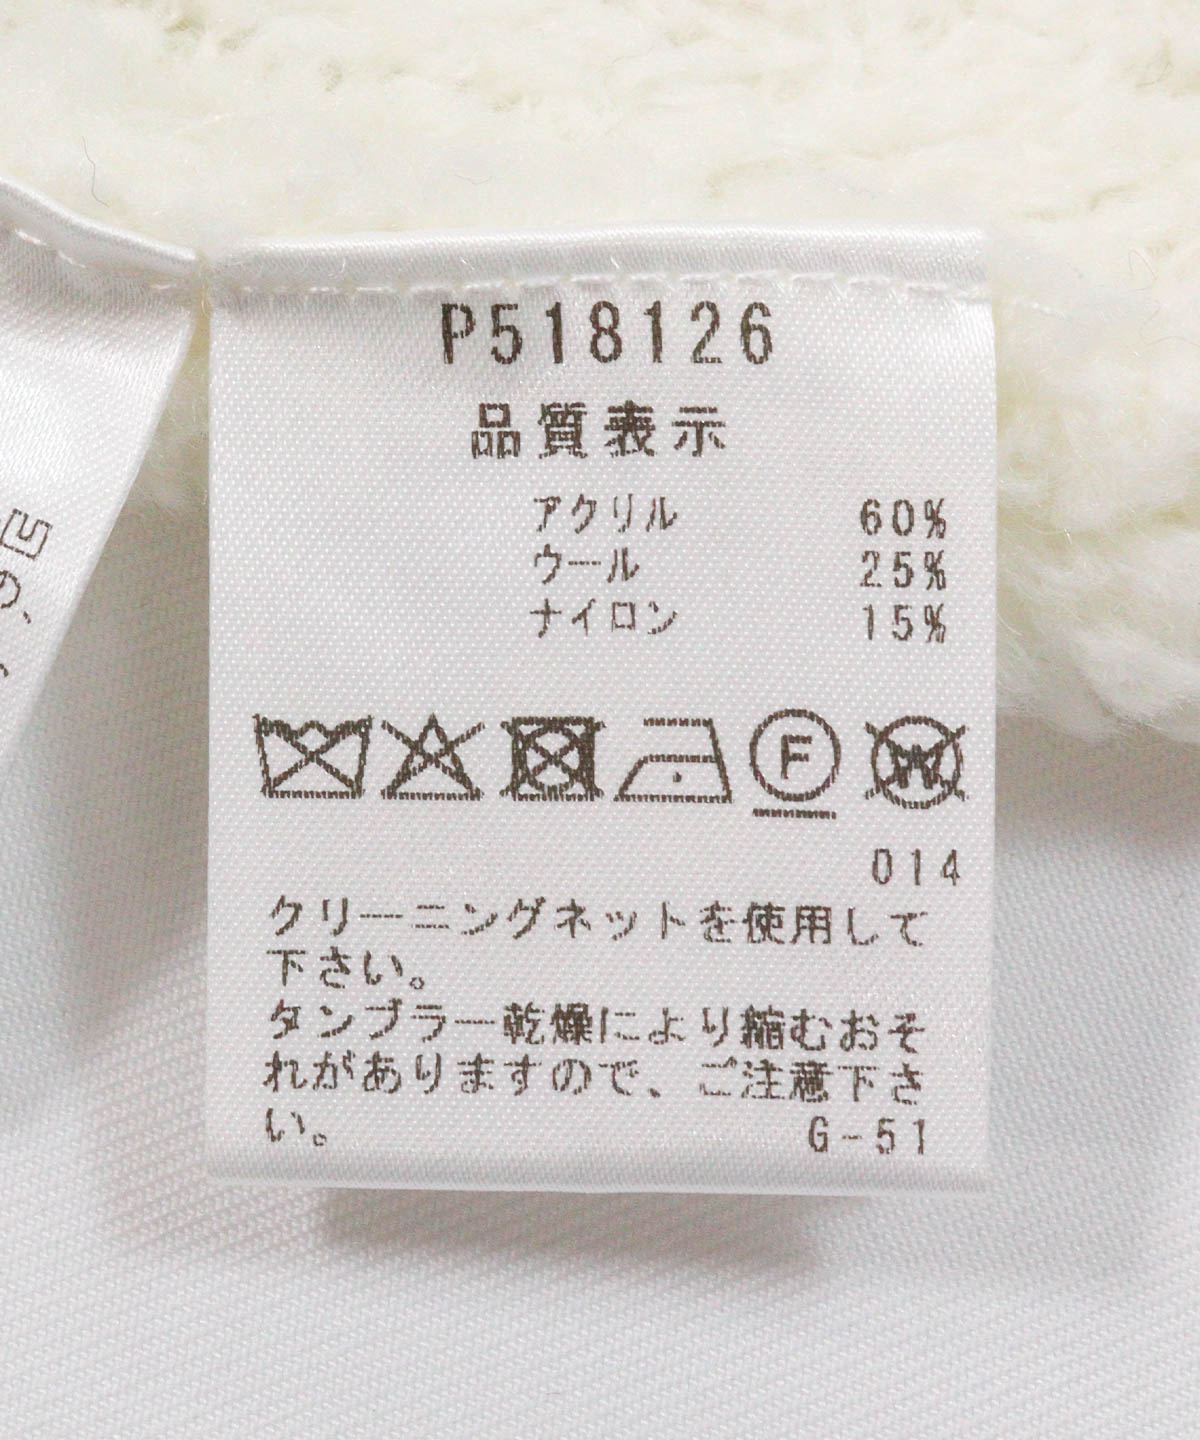 P518126
品質表示
アクリル 60%
ウール 25%
ナイロン 15%
F W
014
クリーニングネットを使用して
下さい。
タンブラー乾燥により縮むおそ
れがありますので、ご注意下さ
い。 G-51